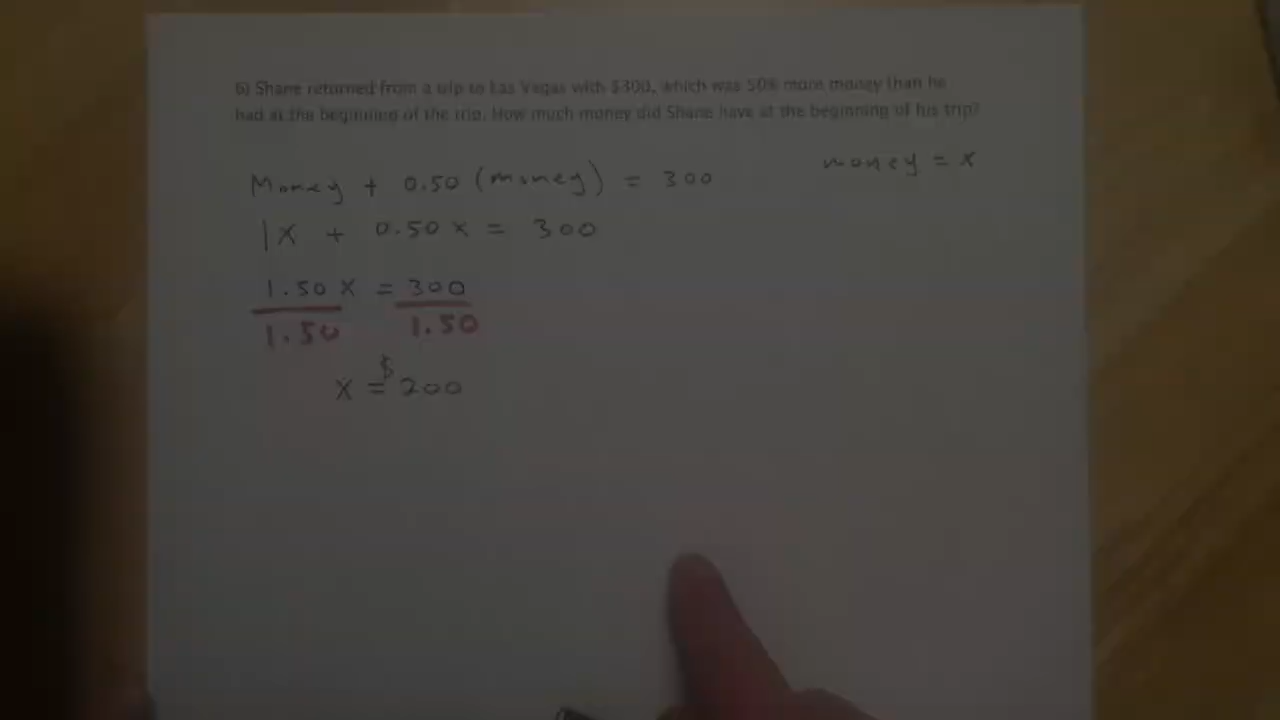 6) Shane returned from a trip to Las Vegas with $300, which was 50% more money than he
had at the beginning of the trip. How much money did Shane have at the beginning of his trip?
money = x
Money + 0.50 (money) = 300
1x + 0.50x = 300
1.50x = 300
1.50 1.50
x = $200